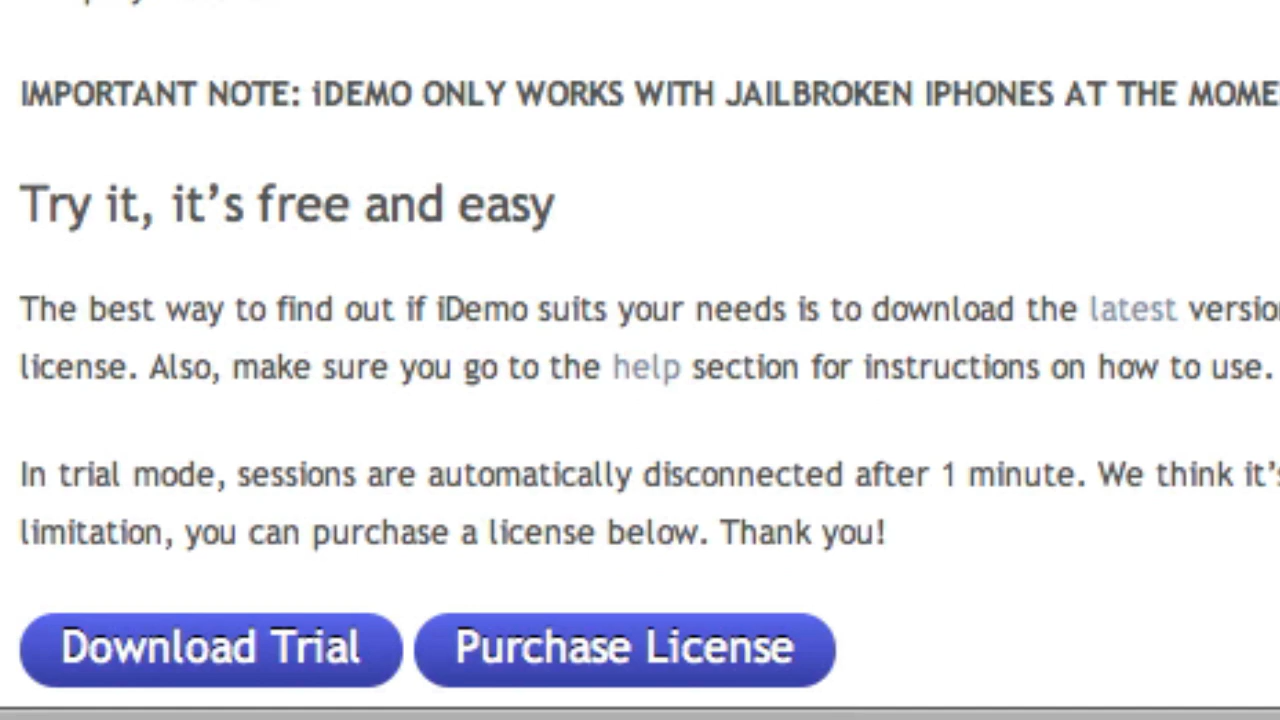 IMPORTANT NOTE: iDEMO ONLY WORKS WITH JAILBROKEN IPHONES AT THE
Try it, it’s free and easy
The best way to find out if iDemo suits your needs is to download the latest
license. Also, make sure you go to the help section for instructions on how to use.
In trial mode, sessions are automatically disconnected after 1 minute. We think
limitation, you can purchase a license below. Thank you!
Download Trial Purchase License